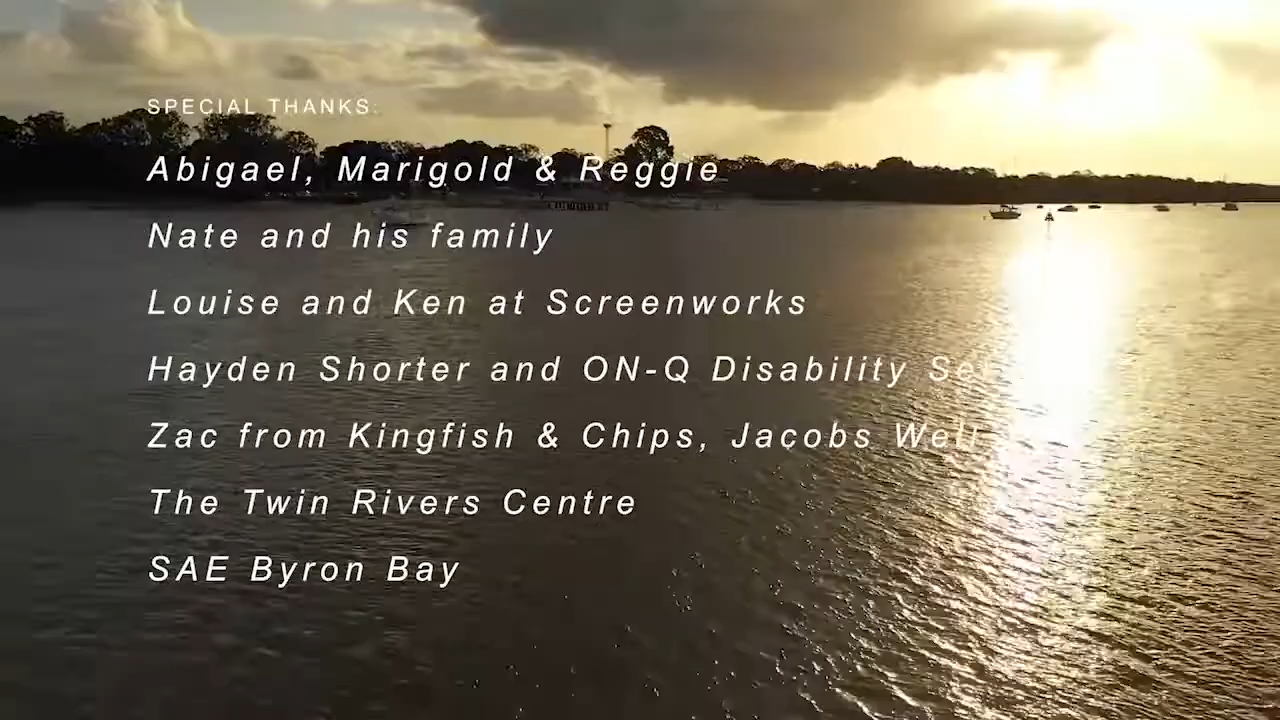 SPECIAL THANKS:
Abigael, Marigold & Reggie
Nate and his family
Louise and Ken at Screenworks
Hayden Shorter and ON-Q Disability
Zac from Kingfish & Chips, Jacobs Well
The Twin Rivers Centre
SAE Byron Bay